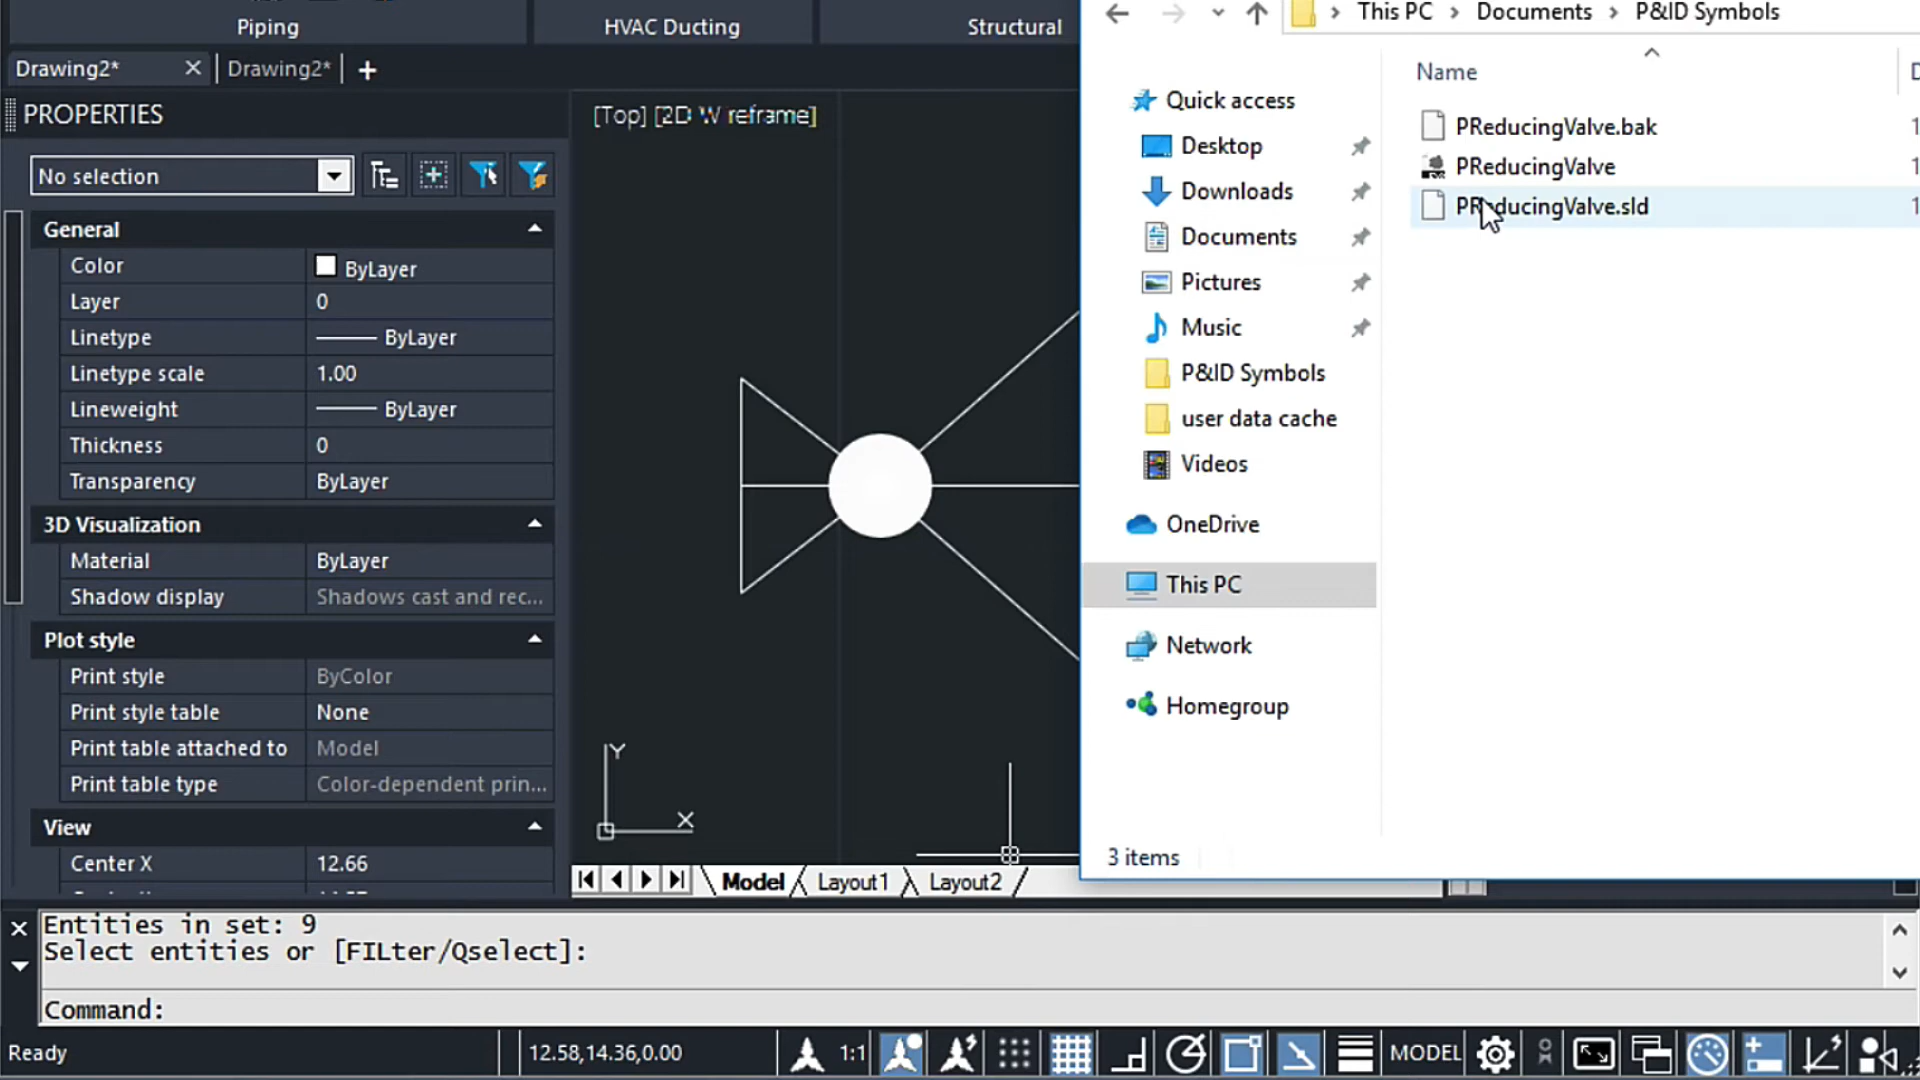 Piping
HVAC Ducting
Structural
This PC
Documents
P&ID Symbols
Drawing2*
Drawing2*
PROPERTIES
[Top] [2D W reframe]
Name
Quick access
PReducingValve.bak
Desktop
No selection
PReducingValve
Downloads
PReducingValve.sld
General
Documents
Color
ByLayer
Pictures
Layer
0
Music
Linetype
ByLayer
Linetype scale
1.00
P&ID Symbols
Lineweight
ByLayer
user data cache
Thickness
0
Videos
Transparency
ByLayer
3D Visualization
OneDrive
Material
ByLayer
This PC
Shadow display
Shadows cast and rec...
Plot style
Network
Print style
ByColor
Homegroup
Print style table
None
Print table attached to
Model
Y
Print table type
Color-dependent prin...
X
View
Center X
12.66
3 items
Model
Layout1
Layout2
Entities in set: 9
Select entities or [FILter/Qselect]:
Command:
Ready
12.58,14.36,0.00
1:1
MODEL